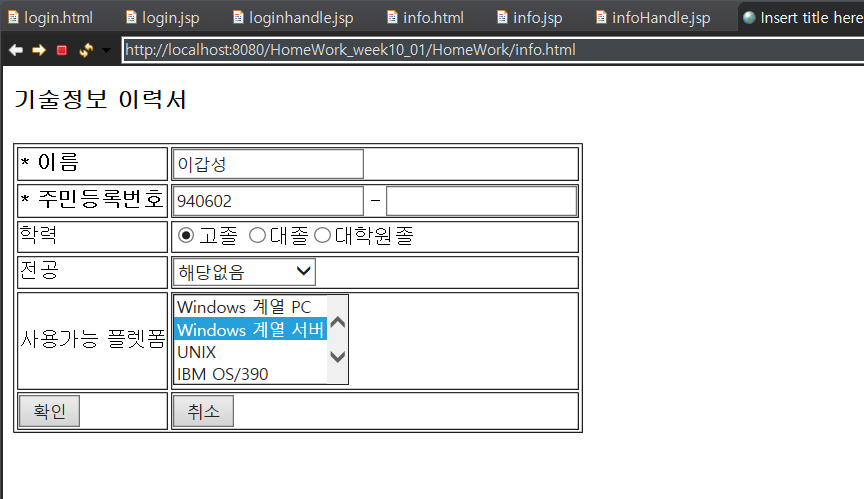 login.html login.jsp loginhandle.jsp info.html info.jsp infoHandle.jsp Insert title here
http://localhost:8080/HomeWork_week10_01/HomeWork/info.html
기술정보 이력서
* 이름 이갑성
* 주민등록번호 940602 –
학력 고졸 대졸 대학원졸
전공 해당없음
사용가능 플렛폼
Windows 계열 PC
Windows 계열 서버
UNIX
IBM OS/390
확인 취소